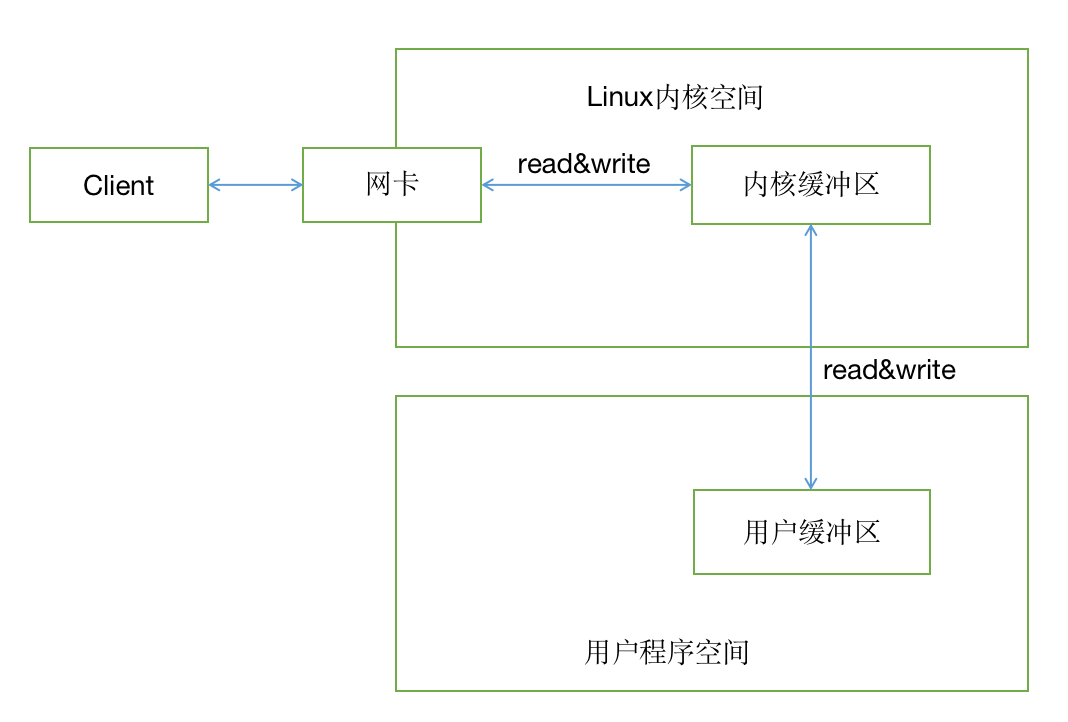 Linux内核空间
Client
网卡
read&write
内核缓冲区
read&write
用户缓冲区
用户程序空间